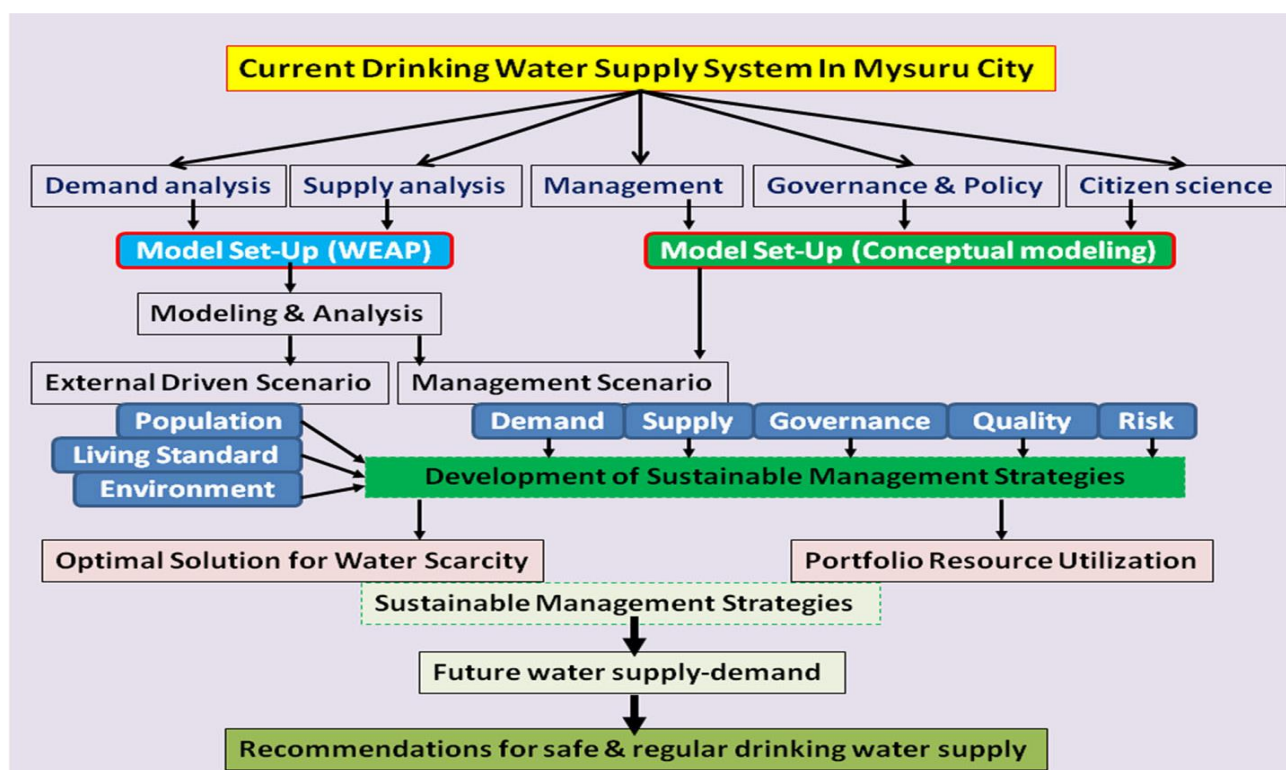 Current Drinking Water Supply System In Mysuru City
Demand analysis
Supply analysis
Management
Governance & Policy
Citizen science
Model Set-Up (WEAP)
Model Set-Up (Conceptual modeling)
Modeling & Analysis
External Driven Scenario
Management Scenario
Population
Living Standard
Environment
Demand
Supply
Governance
Quality
Risk
Development of Sustainable Management Strategies
Optimal Solution for Water Scarcity
Portfolio Resource Utilization
Sustainable Management Strategies
Future water supply-demand
Recommendations for safe & regular drinking water supply